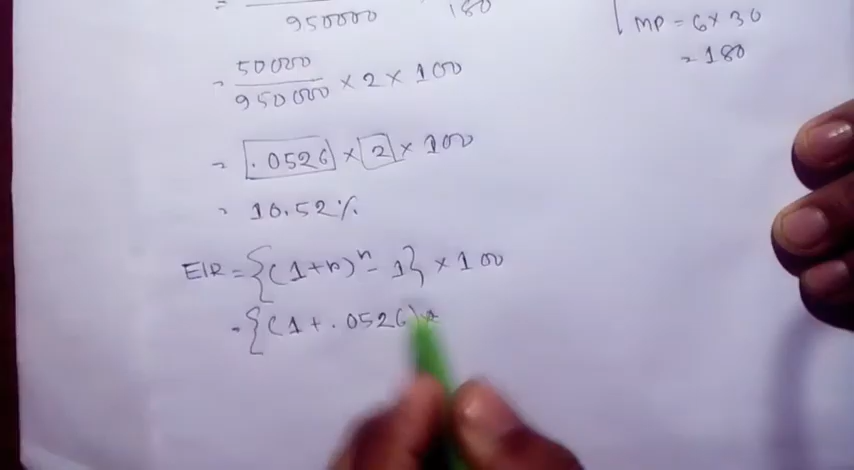 =
950000
180
MP = 6 × 30
= 180
= 50000 / 950000 × 2 × 100
= .0526 × 2 × 100
= 10.52%
EIR = {(1+r)ⁿ - 1} × 100
= {(1 + .0526)